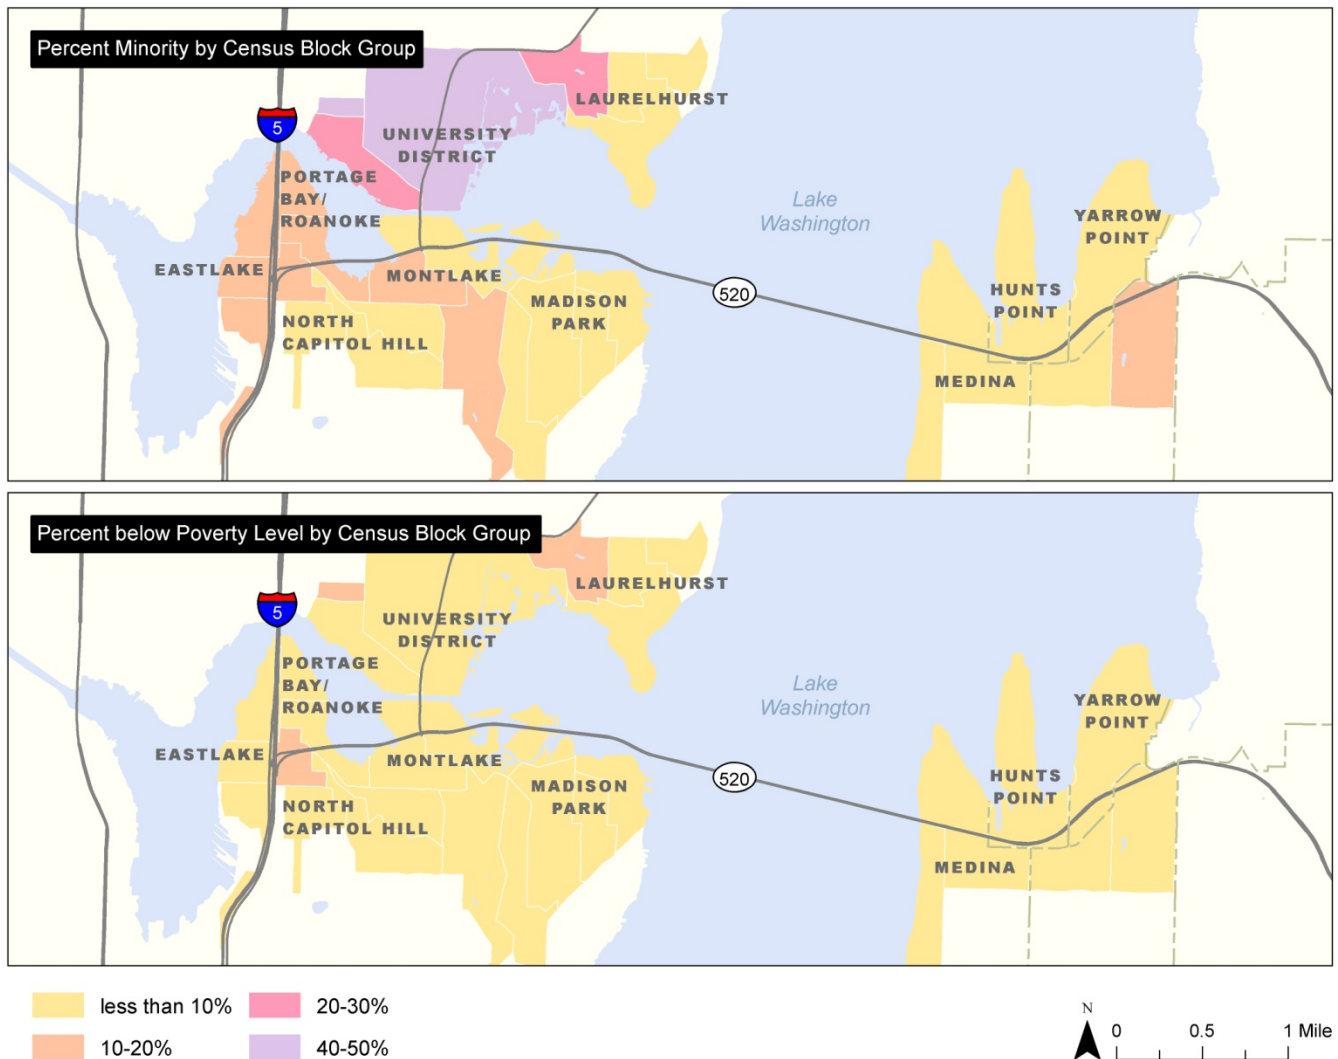 Percent Minority by Census Block Group
5
LAURELHURST
UNIVERSITY
DISTRICT
PORTAGE
BAY/
ROANOKE
Lake
Washington
YARROW
POINT
EASTLAKE
MONTLAKE
520
HUNTS
POINT
MADISON
PARK
NORTH
CAPITOL HILL
MEDINA
Percent below Poverty Level by Census Block Group
5
LAURELHURST
UNIVERSITY
DISTRICT
PORTAGE
BAY/
ROANOKE
Lake
Washington
YARROW
POINT
EASTLAKE
MONTLAKE
520
HUNTS
POINT
MADISON
PARK
NORTH
CAPITOL HILL
MEDINA
less than 10%
20-30%
10-20%
40-50%
N
0 0.5 1 Mile